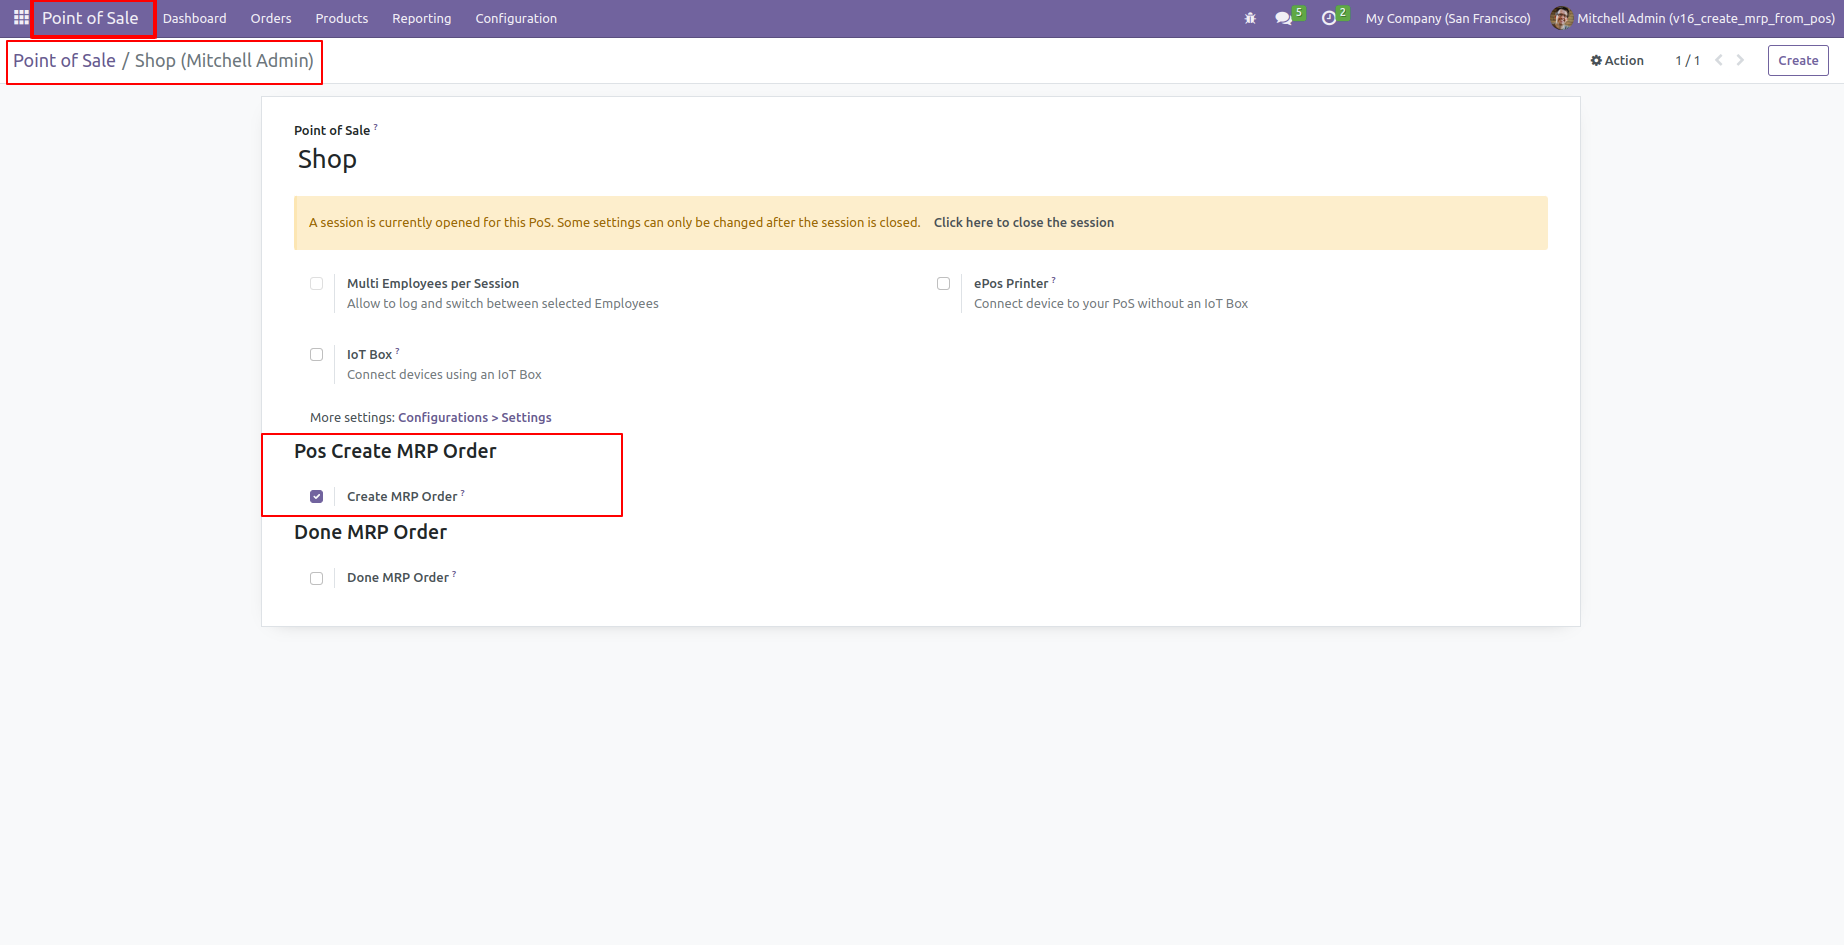 Point of Sale Dashboard Orders Products Reporting Configuration 5 2 My Company (San Francisco) Mitchell Admin (v16_create_mrp_from_pos)
Point of Sale / Shop (Mitchell Admin) Action 1 / 1 Create
Point of Sale ?
Shop
A session is currently opened for this PoS. Some settings can only be changed after the session is closed. Click here to close the session
Multi Employees per Session
Allow to log and switch between selected Employees
ePos Printer ?
Connect device to your PoS without an IoT Box
IoT Box ?
Connect devices using an IoT Box
More settings: Configurations > Settings
Pos Create MRP Order
Create MRP Order ?
Done MRP Order
Done MRP Order ?